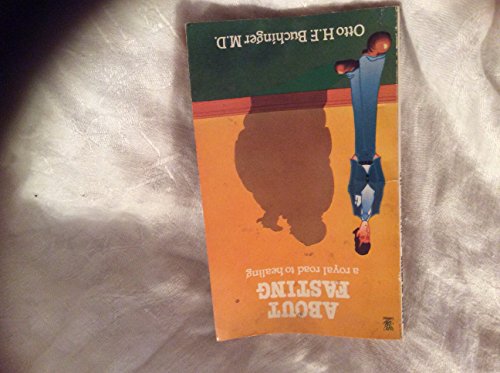 ABOUT
FASTING
a royal road to healing
Otto H.F. Buchinger M.D.